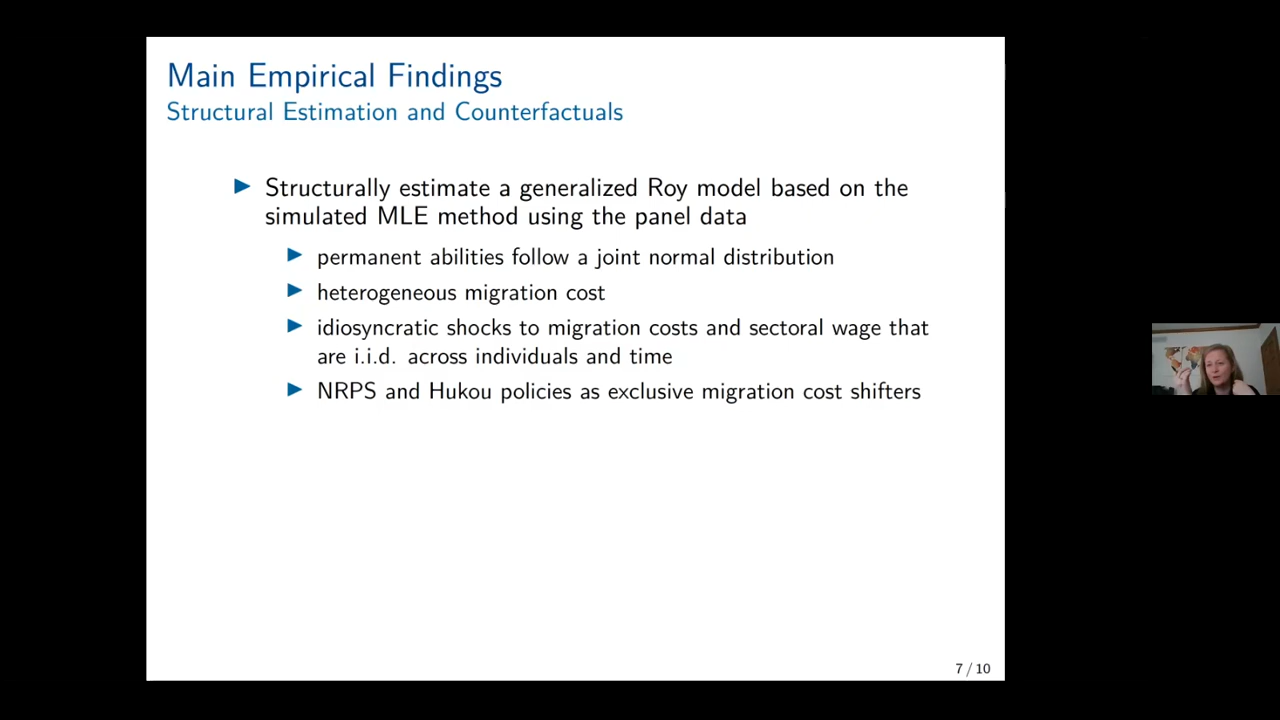 Main Empirical Findings
Structural Estimation and Counterfactuals
Structurally estimate a generalized Roy model based on the
simulated MLE method using the panel data
permanent abilities follow a joint normal distribution
heterogeneous migration cost
idiosyncratic shocks to migration costs and sectoral wage that
are i.i.d. across individuals and time
NRPS and Hukou policies as exclusive migration cost shifters
7 / 10